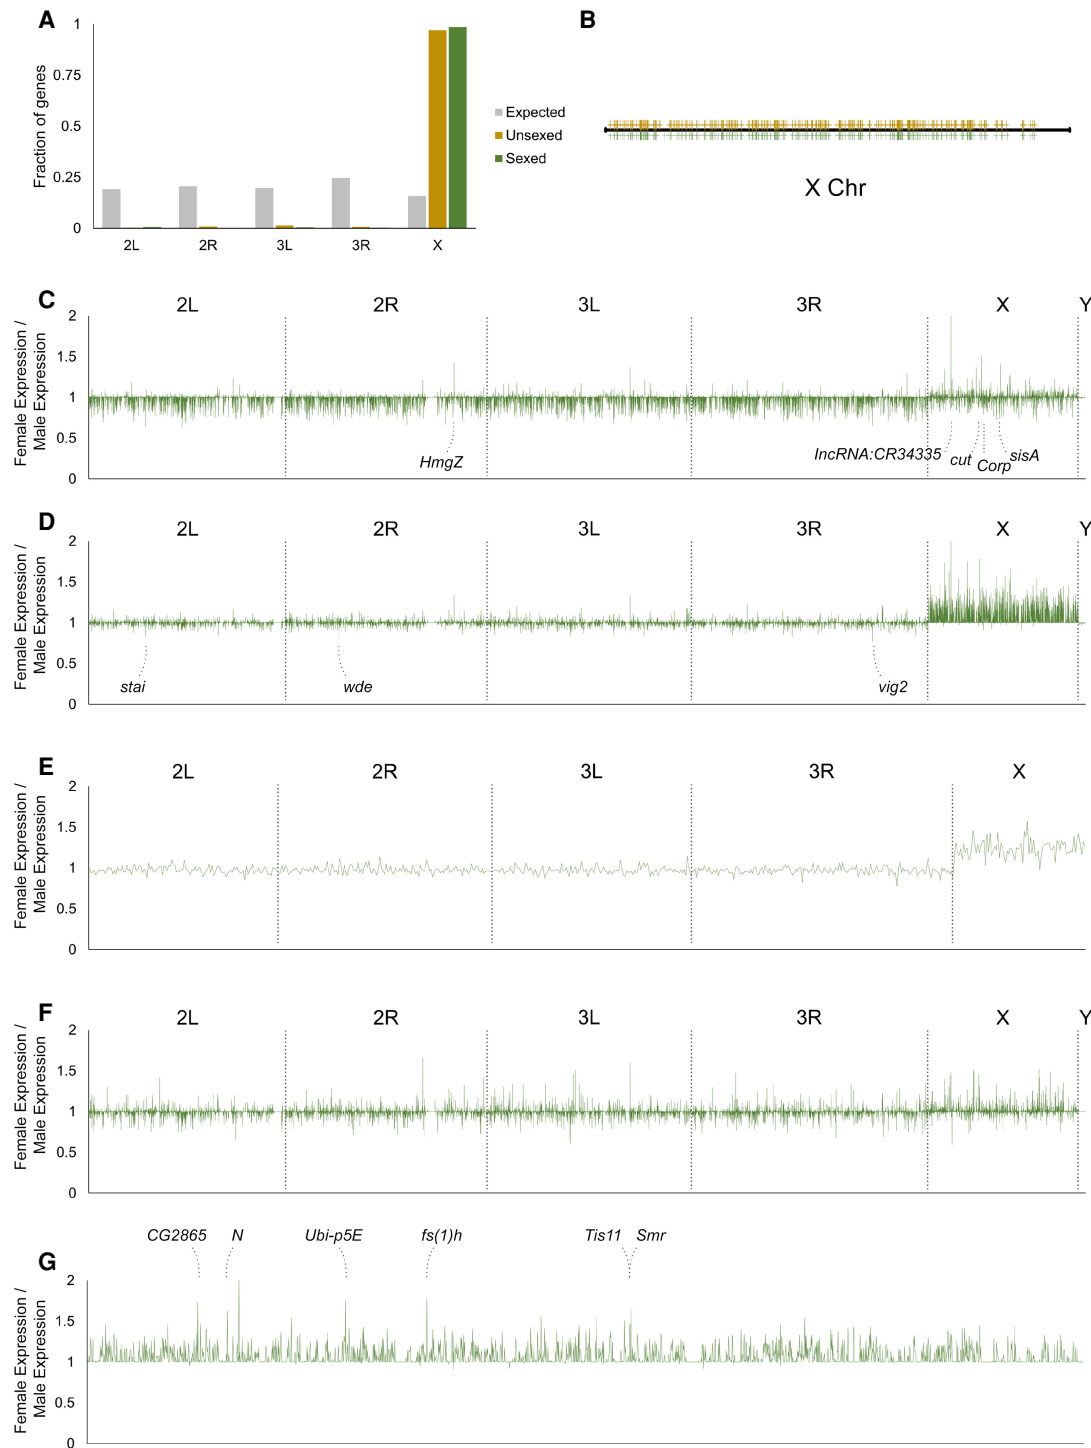 A
B
Fraction of genes
1
0.75
0.5
0.25
0
2L
2R
3L
3R
X
Expected
Unsexed
Sexed
X Chr
C
2L
2R
3L
3R
X
Y
Female Expression /
Male Expression
2
1.5
1
0.5
0
HmgZ
lncRNA:CR34335
cut
Corp
sisA
D
2L
2R
3L
3R
X
Y
Female Expression /
Male Expression
2
1.5
1
0.5
0
stai
wde
vig2
E
2L
2R
3L
3R
X
Female Expression /
Male Expression
2
1.5
1
0.5
0
F
2L
2R
3L
3R
X
Y
Female Expression /
Male Expression
2
1.5
1
0.5
0
G
CG2865
N
Ubi-p5E
fs(1)h
Tis11
Smr
Female Expression /
Male Expression
2
1.5
1
0.5
0